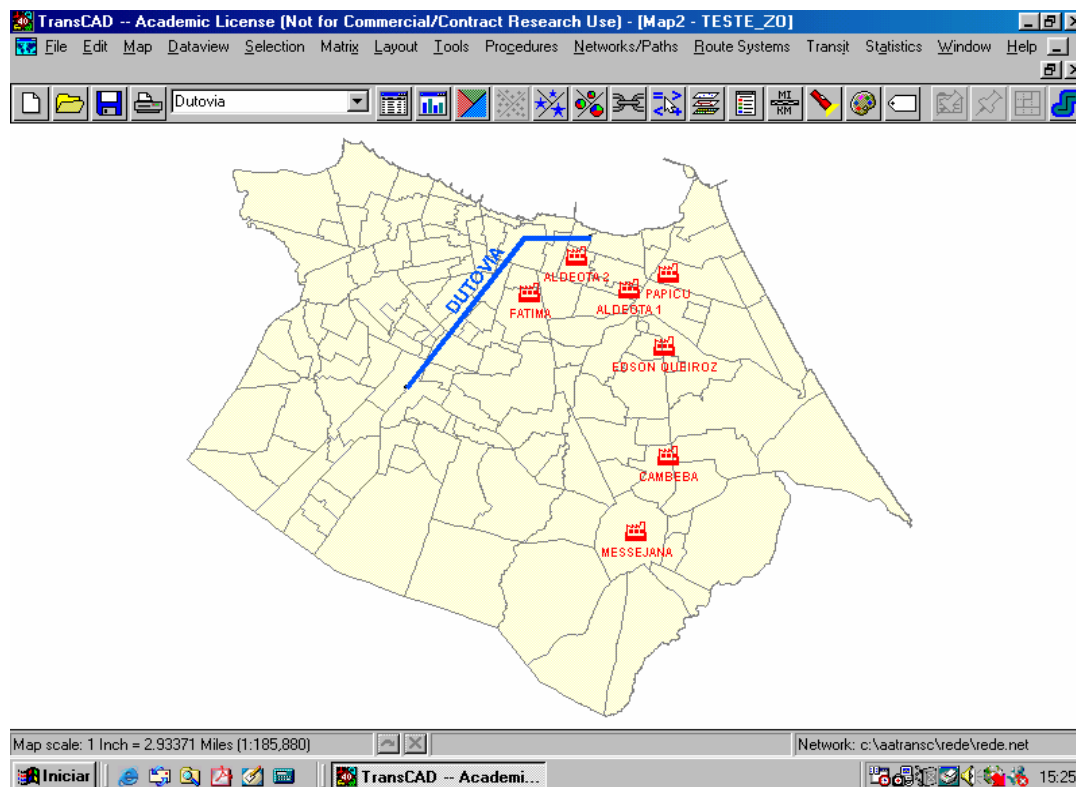 TransCAD -- Academic License (Not for Commercial/Contract Research Use) - [Map2 - TESTE_ZO]
File Edit Map Dataview Selection Matrix Layout Tools Procedures Networks/Paths Route Systems Transit Statistics Window Help
Dutovia
MI
KM
DUTOVIA
ALDEOTA 2
PAPICU
ALDEOTA 1
FATIMA
EDSON QUEIROZ
CAMBEBA
MESSEJANA
Map scale: 1 Inch = 2.93371 Miles (1:185,880)
Network: c:\aatransc\rede\rede.net
Iniciar
TransCAD -- Academi...
15:25